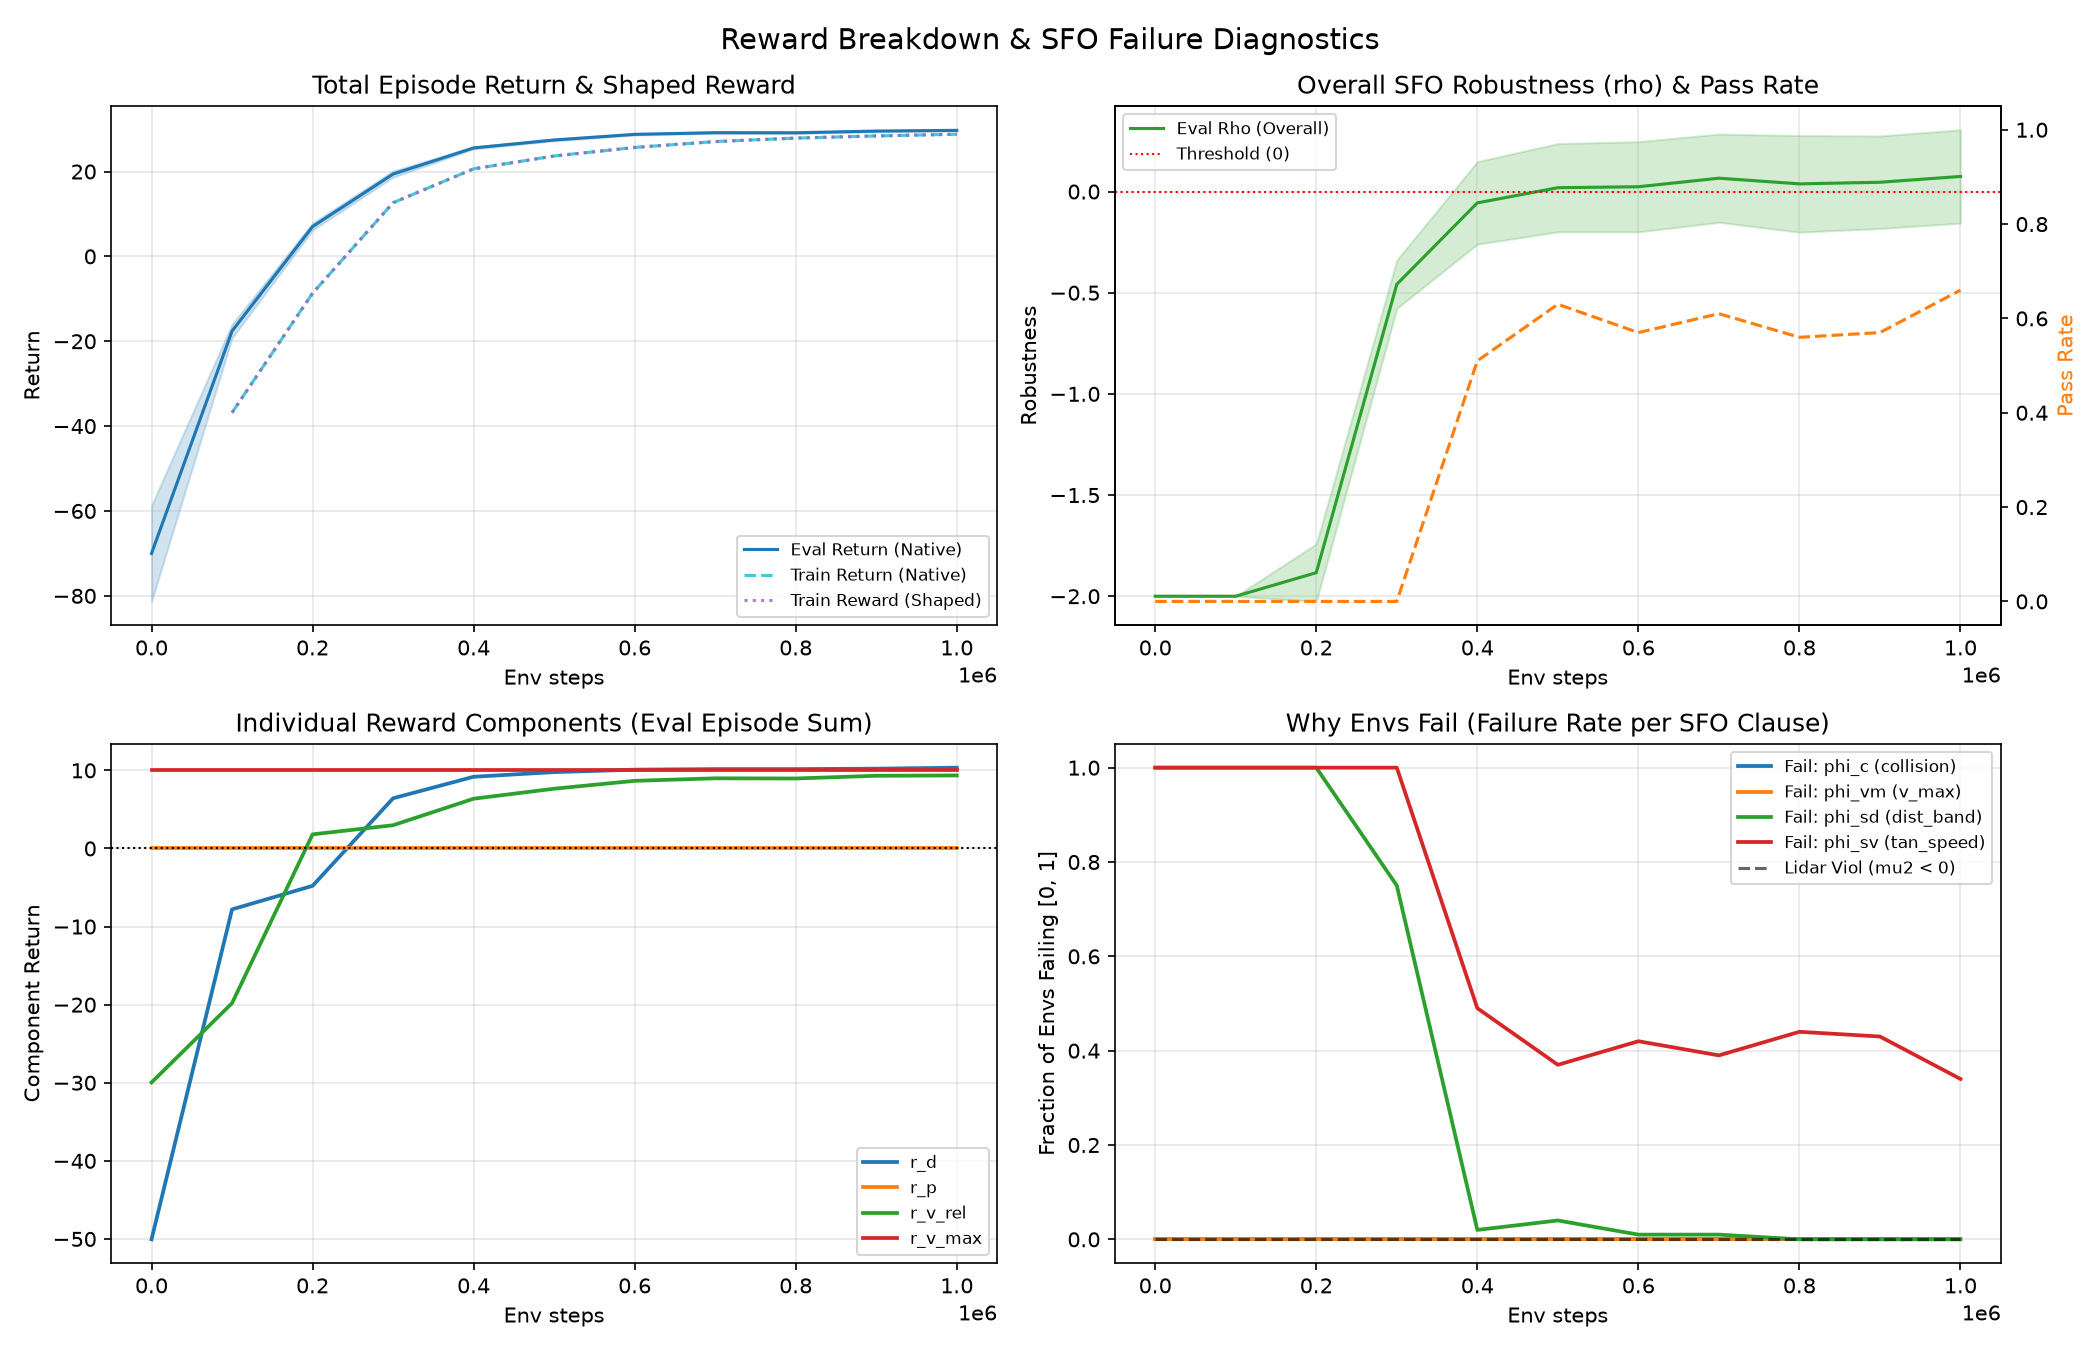 Reward Breakdown & SFO Failure Diagnostics
Total Episode Return & Shaped Reward
Return
20
0
−20
−40
−60
−80
Eval Return (Native)
Train Return (Native)
Train Reward (Shaped)
0.0 0.2 0.4 0.6 0.8 1.0
Env steps
1e6
Overall SFO Robustness (rho) & Pass Rate
Eval Rho (Overall)
Threshold (0)
Robustness
0.0
−0.5
−1.0
−1.5
−2.0
1.0
0.8
0.6
0.4
0.2
0.0
Pass Rate
0.0 0.2 0.4 0.6 0.8 1.0
Env steps
1e6
Individual Reward Components (Eval Episode Sum)
Component Return
10
0
−10
−20
−30
−40
−50
r_d
r_p
r_v_rel
r_v_max
0.0 0.2 0.4 0.6 0.8 1.0
Env steps
1e6
Why Envs Fail (Failure Rate per SFO Clause)
Fraction of Envs Failing [0, 1]
1.0
0.8
0.6
0.4
0.2
0.0
Fail: phi_c (collision)
Fail: phi_vm (v_max)
Fail: phi_sd (dist_band)
Fail: phi_sv (tan_speed)
Lidar Viol (mu2 < 0)
0.0 0.2 0.4 0.6 0.8 1.0
Env steps
1e6